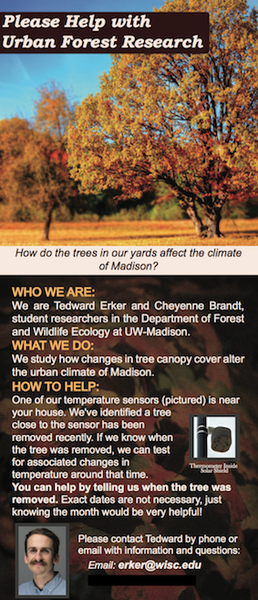 Please Help with
Urban Forest Research
How do the trees in our yards affect the climate
of Madison?
WHO WE ARE:
We are Tedward Erker and Cheyenne Brandt,
student researchers in the Department of Forest
and Wildlife Ecology at UW-Madison.
WHAT WE DO:
We study how changes in tree canopy cover alter
the urban climate of Madison.
HOW TO HELP:
One of our temperature sensors (pictured) is near
your house. We've identified a tree
close to the sensor has been
removed recently. If we know when
the tree was removed, we can test
for associated changes in
temperature around that time.
Thermometer Inside
Solar Shield
You can help by telling us when the tree was
removed. Exact dates are not necessary, just
knowing the month would be very helpful!
Please contact Tedward by phone or
email with information and questions:
Email: erker@wisc.edu